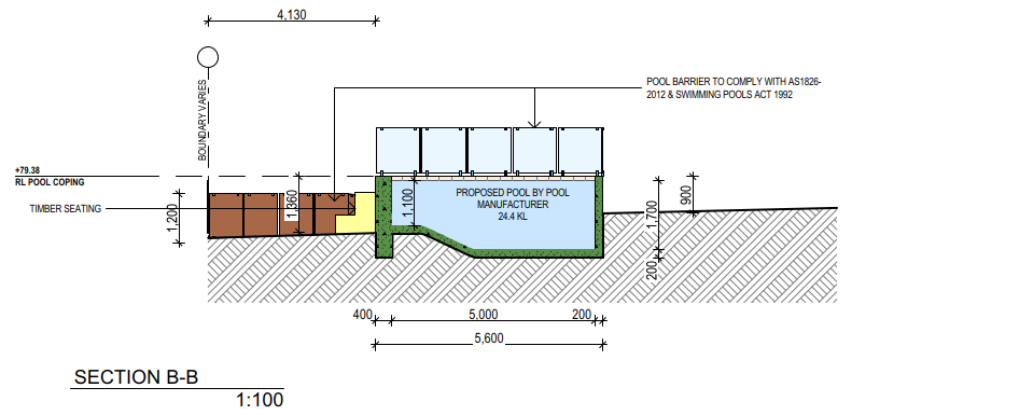 4,130
BOUNDARY VARIES
POOL BARRIER TO COMPLY WITH AS1826-
2012 & SWIMMING POOLS ACT 1992
+79.38
RL POOL COPING
TIMBER SEATING
1,200
1,360
1,100
PROPOSED POOL BY POOL
MANUFACTURER
24.4 KL
1,700
900
200
400
5,000
200
5,600
SECTION B-B
1:100